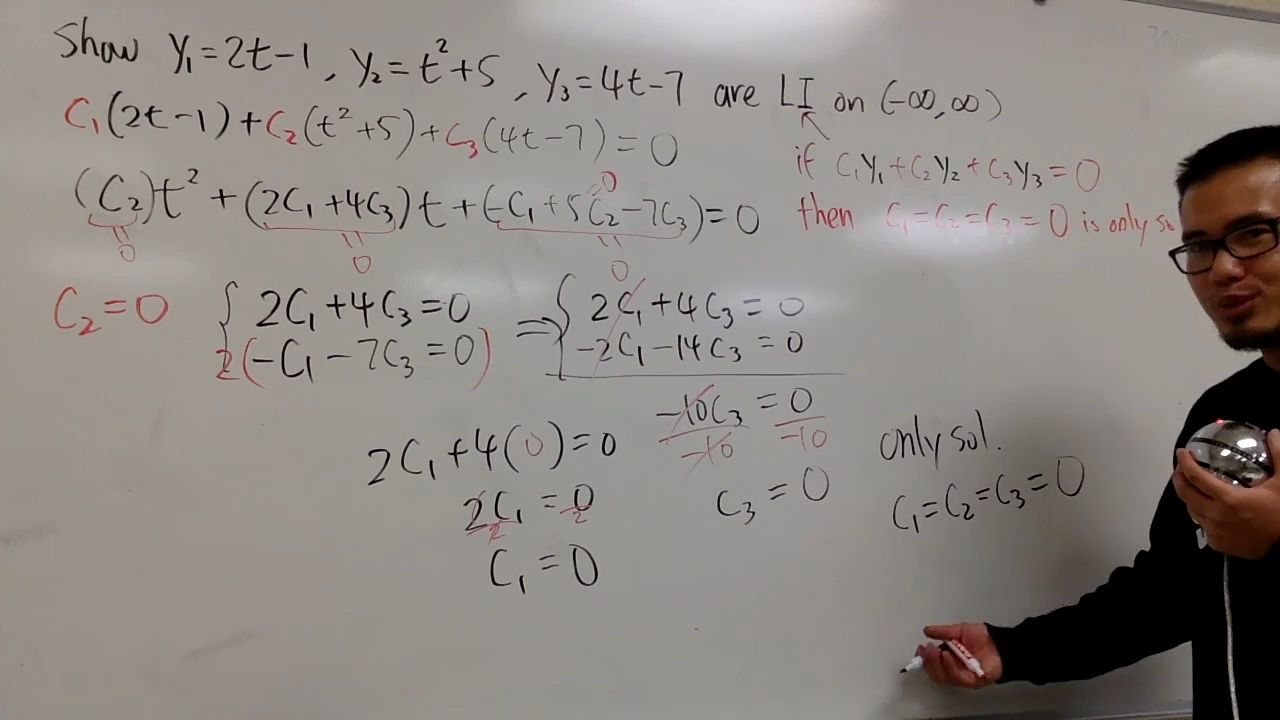 Show y₁=2t-1, y₂=t²+5, y₃=4t-7 are LI on (-∞,∞)
C₁(2t-1)+C₂(t²+5)+C₃(4t-7)=0
if C₁y₁+C₂y₂+C₃y₃=0
0
(C₂)t²+(2C₁+4C₃)t+(-C₁+5C₂-7C₃)=0
then C₁=C₂=C₃=0 is only
= = =
0 0 0
C₂=0
{ 2C₁+4C₃=0
2(-C₁-7C₃=0)
⇒ { 2C₁+4C₃=0
-2C₁-14C₃=0
-10C₃ = 0
-10 -10
C₃=0
2C₁+4(0)=0
2C₁=0
2 2
C₁=0
only sol.
C₁=C₂=C₃=0